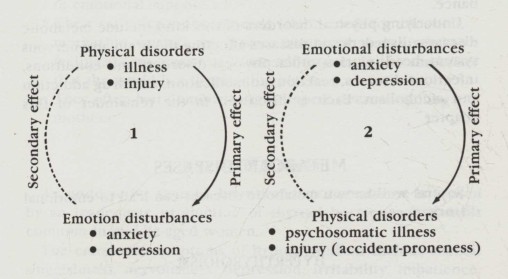 Physical disorders
• illness
• injury
Secondary effect
1
Primary effect
Emotion disturbances
• anxiety
• depression
Emotional disturbances
• anxiety
• depression
Secondary effect
2
Primary effect
Physical disorders
• psychosomatic illness
• injury (accident-proneness)